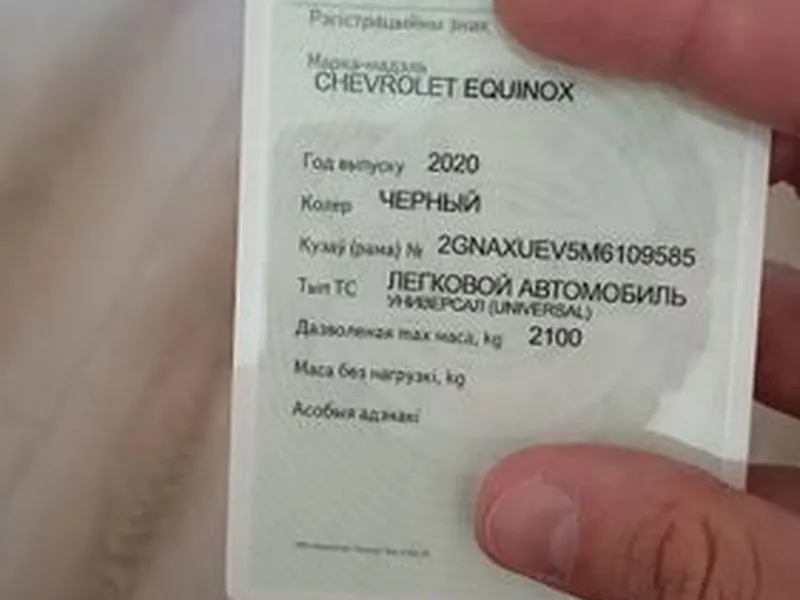 Рэгістрацыйны знак
Марка-мадэль
CHEVROLET EQUINOX
Год выпуску 2020
Колер ЧЕРНЫЙ
Кузаў (рама) № 2GNAXUEV5M6109585
Тып ТС ЛЕГКОВОЙ АВТОМОБИЛЬ
УНИВЕРСАЛ (UNIVERSAL)
Дазволеная max маса, kg 2100
Маса без нагрузкі, kg
Асобыя адзнакі